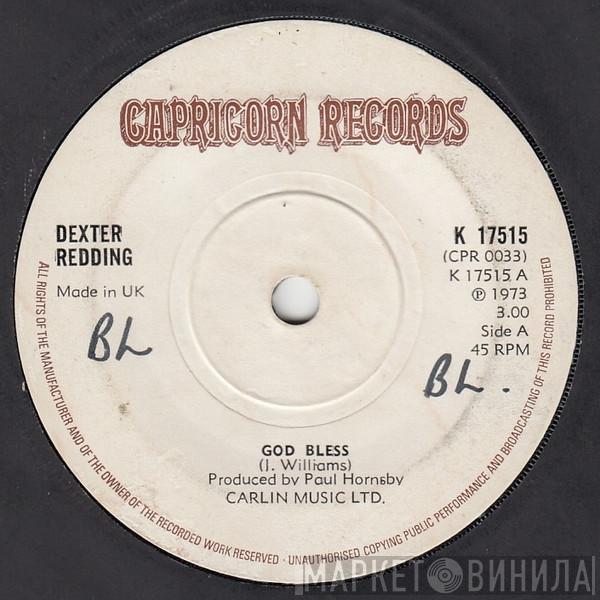 CAPRICORN RECORDS
DEXTER
REDDING
Made in UK
BL
K 17515
(CPR 0033)
K 17515 A
℗ 1973
3.00
Side A
45 RPM
BL.
GOD BLESS
(J. Williams)
Produced by Paul Hornsby
CARLIN MUSIC LTD.
ALL RIGHTS OF THE MANUFACTURER AND OF THE OWNER OF THE RECORDED WORK RESERVED - UNAUTHORISED COPYING PUBLIC PERFORMANCE AND BROADCASTING OF THIS RECORD PROHIBITED
МАРКЕТ ВИНИЛА